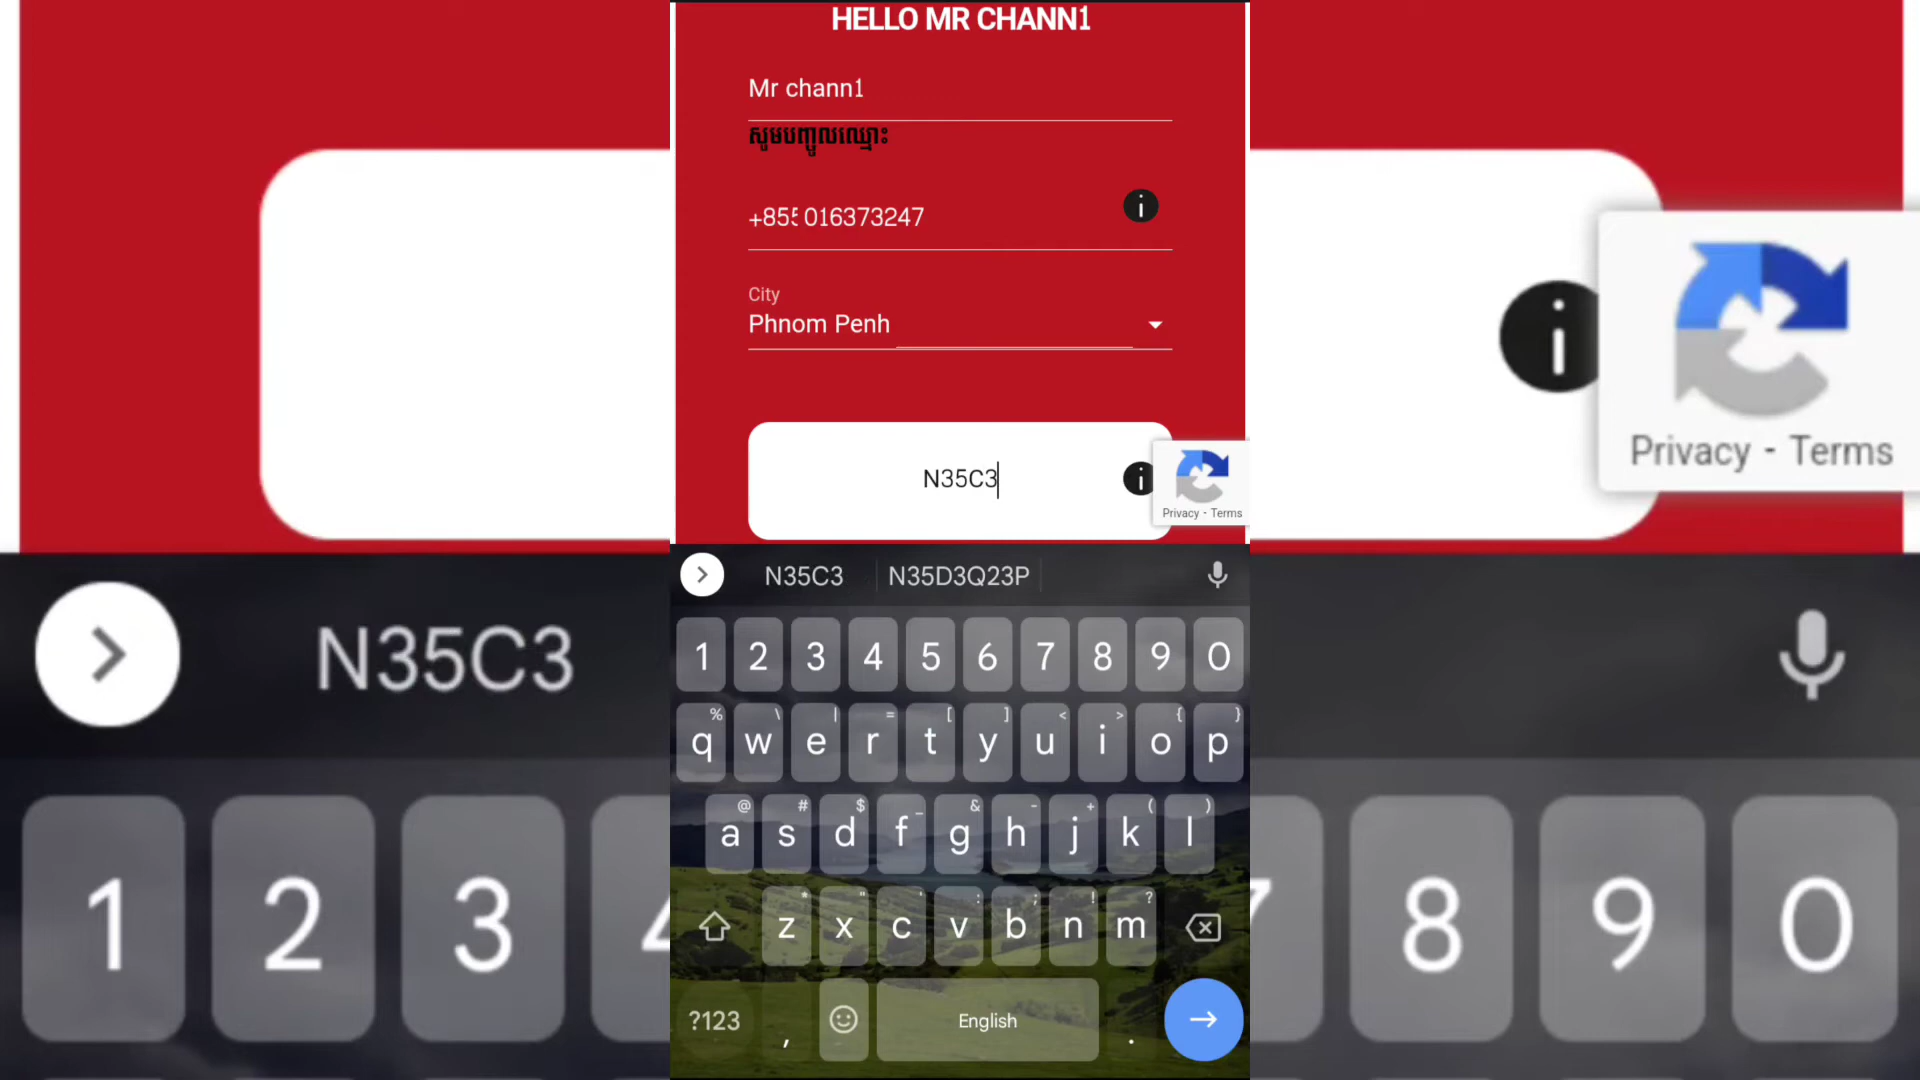 HELLO MR CHANN1
Mr chann1
សូមបញ្ចូលឈ្មោះ
+855 016373247
City
Phnom Penh
N35C3
Privacy - Terms
N35C3 N35D3Q23P
1 2 3 4 5 6 7 8 9 0
% \ | = [ ] < > { }
q w e r t y u i o p
@ # $ _ & - + ( )
a s d f g h j k l
* " ' : ; ! ?
z x c v b n m
?123 , English .
Privacy - Terms
N35C3
1 2 3 4 7 8 9 0